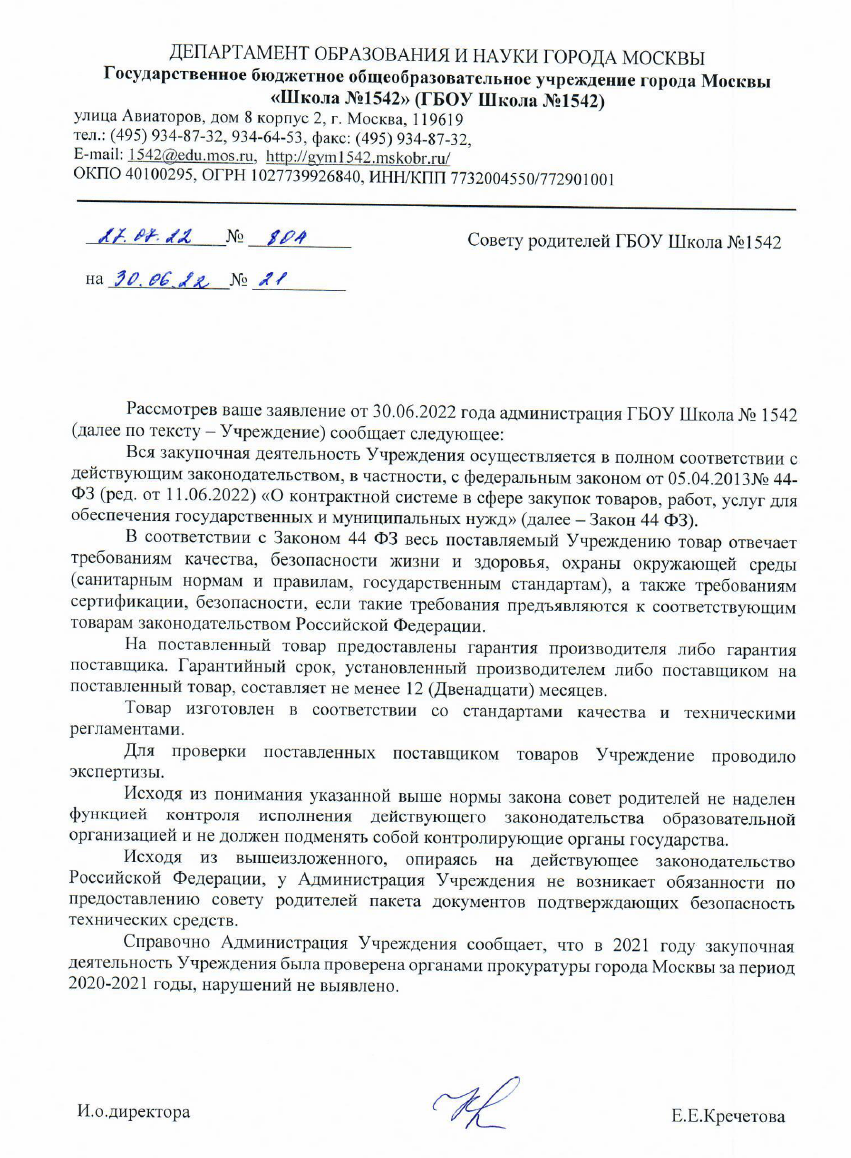 ДЕПАРТАМЕНТ ОБРАЗОВАНИЯ И НАУКИ ГОРОДА МОСКВЫ
Государственное бюджетное общеобразовательное учреждение города Москвы
«Школа №1542» (ГБОУ Школа №1542)
улица Авиаторов, дом 8 корпус 2, г. Москва, 119619
тел.: (495) 934-87-32, 934-64-53, факс: (495) 934-87-32,
E-mail: 1542@edu.mos.ru, http://gym1542.mskobr.ru/
ОКПО 40100295, ОГРН 1027739926840, ИНН/КПП 7732004550/772901001
27.07.22 №
Совету родителей ГБОУ Школа №1542
на 30.06.22 № 21
Рассмотрев ваше заявление от 30.06.2022 года администрация ГБОУ Школа № 1542
(далее по тексту – Учреждение) сообщает следующее:
Вся закупочная деятельность Учреждения осуществляется в полном соответствии с
действующим законодательством, в частности, с федеральным законом от 05.04.2013№ 44-
ФЗ (ред. от 11.06.2022) «О контрактной системе в сфере закупок товаров, работ, услуг для
обеспечения государственных и муниципальных нужд» (далее – Закон 44 ФЗ).
В соответствии с Законом 44 ФЗ весь поставляемый Учреждению товар отвечает
требованиям качества, безопасности жизни и здоровья, охраны окружающей среды
(санитарным нормам и правилам, государственным стандартам), а также требованиям
сертификации, безопасности, если такие требования предъявляются к соответствующим
товарам законодательством Российской Федерации.
На поставленный товар предоставлены гарантия производителя либо гарантия
поставщика. Гарантийный срок, установленный производителем либо поставщиком на
поставленный товар, составляет не менее 12 (Двенадцати) месяцев.
Товар изготовлен в соответствии со стандартами качества и техническими
регламентами.
Для проверки поставленных поставщиком товаров Учреждение проводило
экспертизы.
Исходя из понимания указанной выше нормы закона совет родителей не наделен
функцией контроля исполнения действующего законодательства образовательной
организацией и не должен подменять собой контролирующие органы государства.
Исходя из вышеизложенного, опираясь на действующее законодательство
Российской Федерации, у Администрация Учреждения не возникает обязанности по
предоставлению совету родителей пакета документов подтверждающих безопасность
технических средств.
Справочно Администрация Учреждения сообщает, что в 2021 году закупочная
деятельность Учреждения была проверена органами прокуратуры города Москвы за период
2020-2021 годы, нарушений не выявлено.
И.о.директора
Е.Е.Кречетова